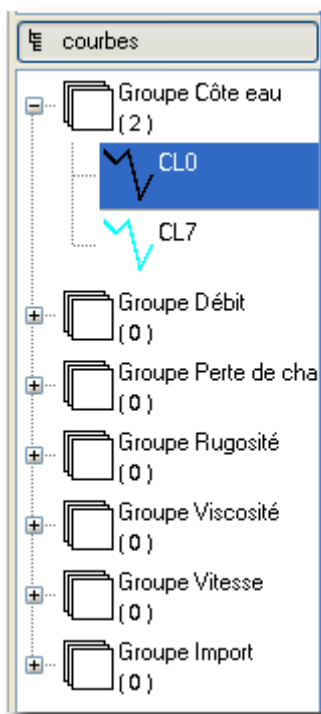 courbes
Groupe Côte eau
(2)
CL0
CL7
Groupe Débit
(0)
Groupe Perte de cha
(0)
Groupe Rugosité
(0)
Groupe Viscosité
(0)
Groupe Vitesse
(0)
Groupe Import
(0)